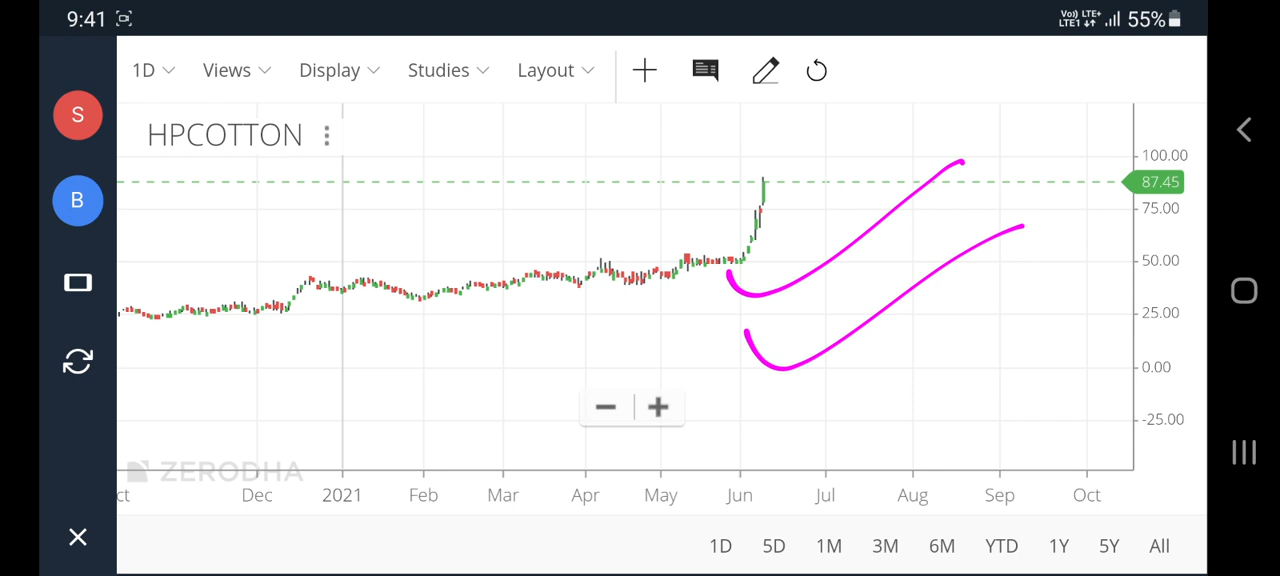 9:41 Vo)) LTE+ LTE1 55%
1D Views Display Studies Layout
S
HPCOTTON
B
100.00
87.45
75.00
50.00
25.00
0.00
-25.00
ZERODHA
ct Dec 2021 Feb Mar Apr May Jun Jul Aug Sep Oct
1D 5D 1M 3M 6M YTD 1Y 5Y All